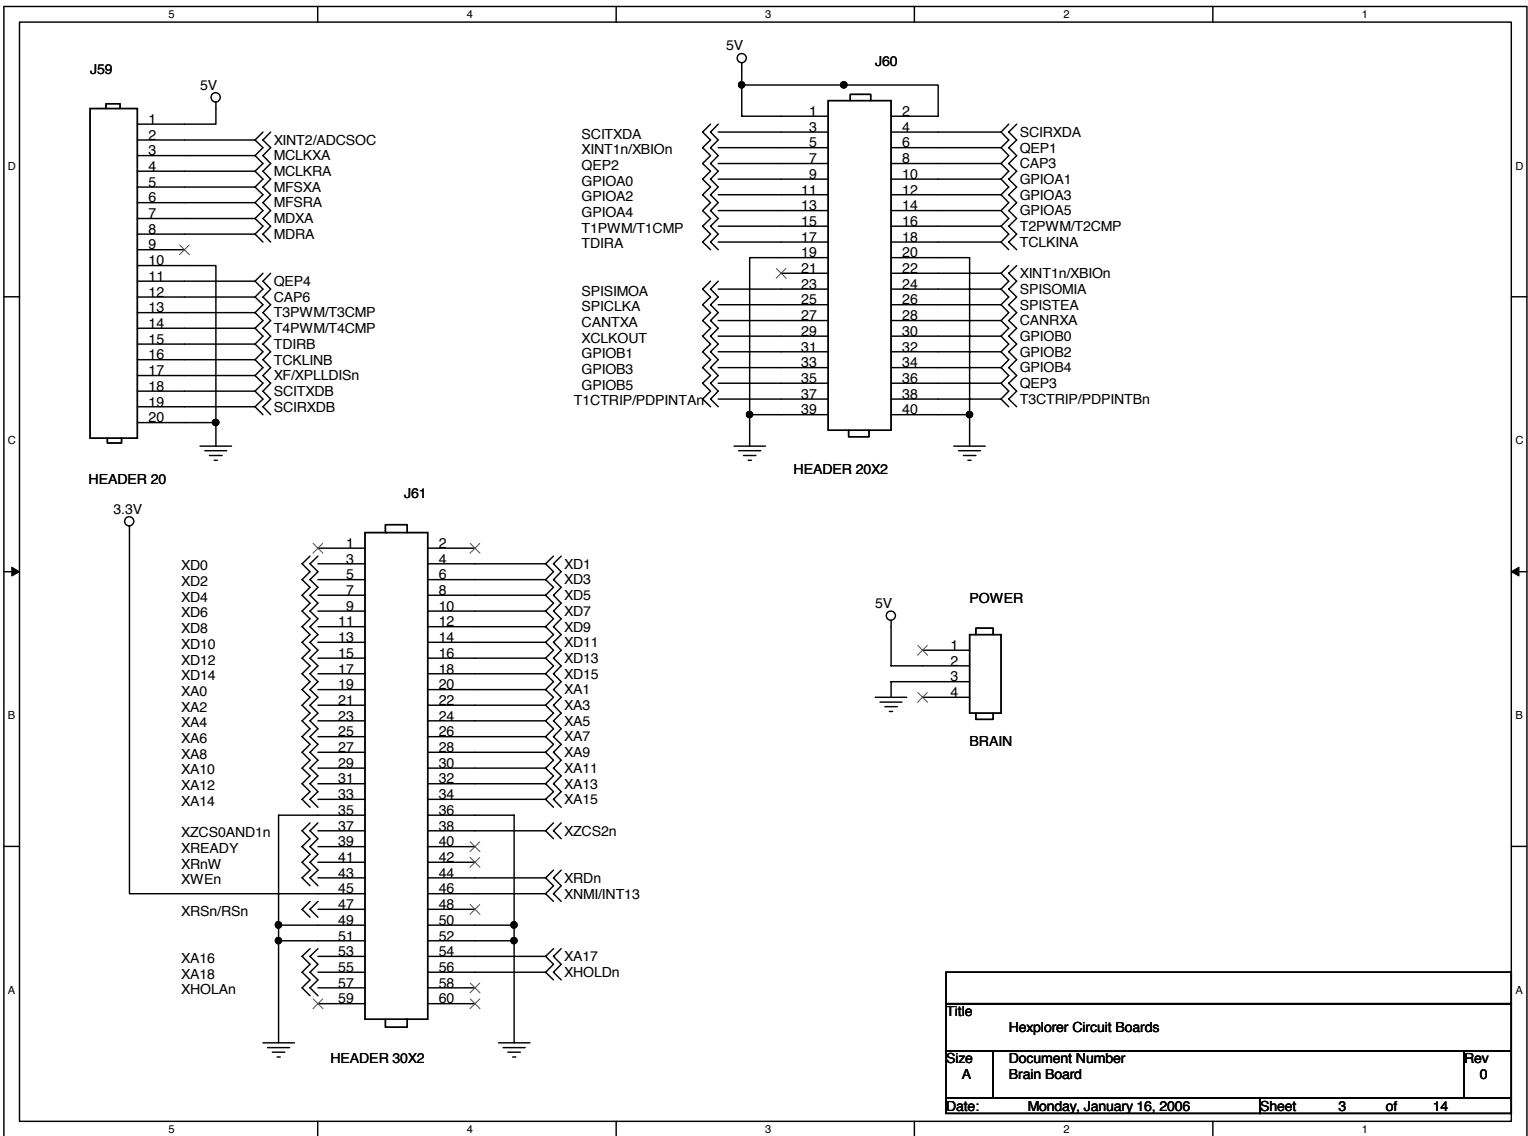 5 4 3 2 1
D
C
B
A
D
C
B
A
J59
5V
1
2 XINT2/ADCSOC
3 MCLKXA
4 MCLKRA
5 MFSXA
6 MFSRA
7 MDXA
8 MDRA
9
10
11 QEP4
12 CAP6
13 T3PWM/T3CMP
14 T4PWM/T4CMP
15 TDIRB
16 TCKLINB
17 XF/XPLLDISn
18 SCITXDB
19 SCIRXDB
20
HEADER 20
5V
J60
1 2
SCITXDA 3 4 SCIRXDA
XINT1n/XBIOn 5 6 QEP1
QEP2 7 8 CAP3
GPIOA0 9 10 GPIOA1
GPIOA2 11 12 GPIOA3
GPIOA4 13 14 GPIOA5
T1PWM/T1CMP 15 16 T2PWM/T2CMP
TDIRA 17 18 TCLKINA
19 20
21 22 XINT1n/XBIOn
SPISIMOA 23 24 SPISOMIA
SPICLKA 25 26 SPISTEA
CANTXA 27 28 CANRXA
XCLKOUT 29 30 GPIOB0
GPIOB1 31 32 GPIOB2
GPIOB3 33 34 GPIOB4
GPIOB5 35 36 QEP3
T1CTRIP/PDPINTAn 37 38 T3CTRIP/PDPINTBn
39 40
HEADER 20X2
J61
3.3V
1 2
XD0 3 4 XD1
XD2 5 6 XD3
XD4 7 8 XD5
XD6 9 10 XD7
XD8 11 12 XD9
XD10 13 14 XD11
XD12 15 16 XD13
XD14 17 18 XD15
XA0 19 20 XA1
XA2 21 22 XA3
XA4 23 24 XA5
XA6 25 26 XA7
XA8 27 28 XA9
XA10 29 30 XA11
XA12 31 32 XA13
XA14 33 34 XA15
35 36
XZCS0AND1n 37 38 XZCS2n
XREADY 39 40
XRnW 41 42
XWEn 43 44 XRDn
45 46 XNMI/INT13
XRSn/RSn 47 48
49 50
51 52
XA16 53 54 XA17
XA18 55 56 XHOLDn
XHOLAn 57 58
59 60
HEADER 30X2
5V
POWER
1
2
3
4
BRAIN
Title
Hexplorer Circuit Boards
Size Document Number Rev
A Brain Board 0
Date: Monday, January 16, 2006 Sheet 3 of 14
5 4 3 2 1